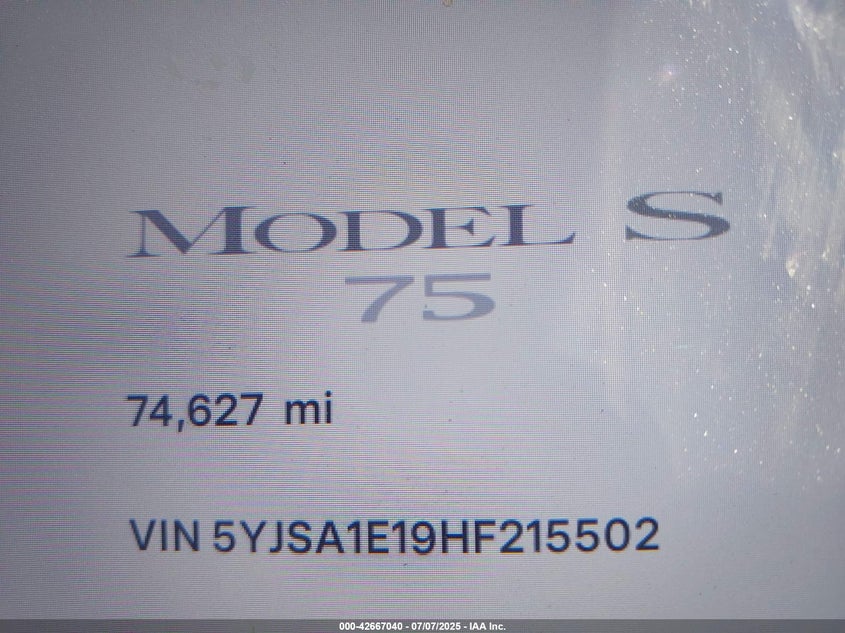 MODEL S
75
74,627 mi
VIN 5YJSA1E19HF215502
000-42667040 - 07/07/2025 - IAA Inc.